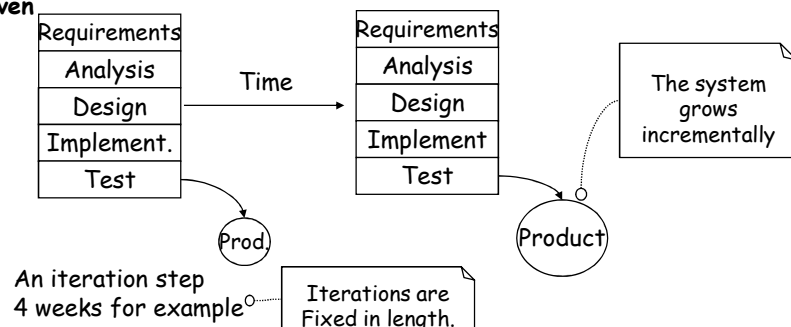 Requirements
Analysis
Design
Implement.
Test
Prod.
Time
Requirements
Analysis
Design
Implement
Test
Product
The system
grows
incrementally
An iteration step
4 weeks for example
Iterations are
Fixed in length.